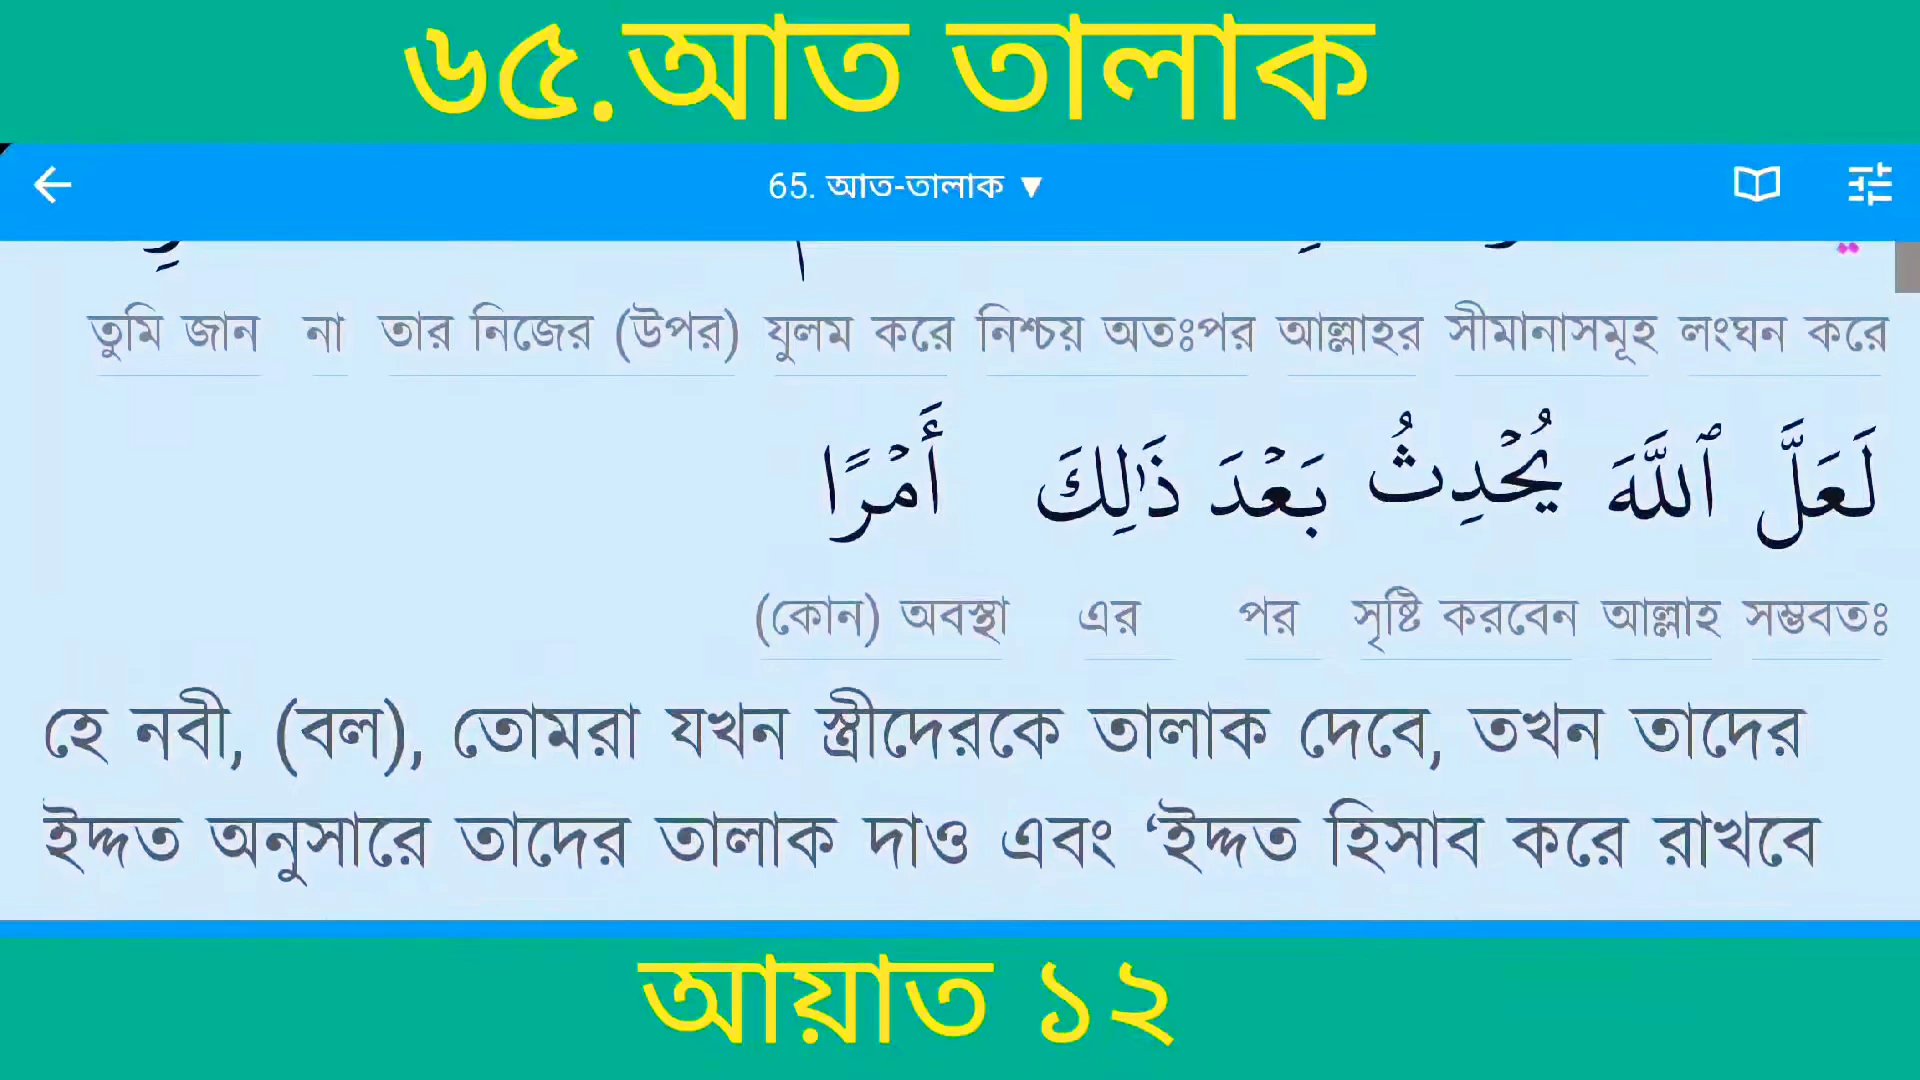 ৬৫.আত তালাক
65. আত-তালাক ▼
তুমি জান না তার নিজের (উপর) যুলম করে নিশ্চয় অতঃপর আল্লাহর সীমানাসমূহ লংঘন করে
لَعَلَّ ٱللَّهَ يُحْدِثُ بَعْدَ ذَٰلِكَ أَمْرًا
(কোন) অবস্থা এর পর সৃষ্টি করবেন আল্লাহ সম্ভবতঃ
হে নবী, (বল), তোমরা যখন স্ত্রীদেরকে তালাক দেবে, তখন তাদের
ইদ্দত অনুসারে তাদের তালাক দাও এবং ‘ইদ্দত হিসাব করে রাখবে
আয়াত ১২